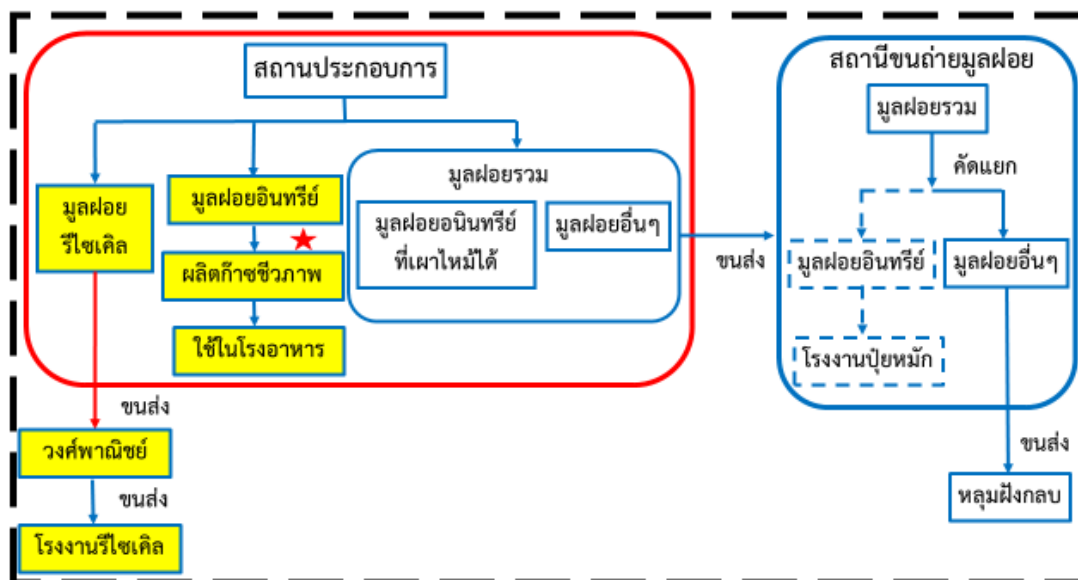 สถานประกอบการ
มูลฝอย
รีไซเคิล
มูลฝอยอินทรีย์
ผลิตก๊าซชีวภาพ
ใช้ในโรงอาหาร
มูลฝอยรวม
มูลฝอยอนินทรีย์
ที่เผาไหม้ได้
มูลฝอยอื่นๆ
ขนส่ง
วงศ์พาณิชย์
ขนส่ง
โรงงานรีไซเคิล
ขนส่ง
สถานีขนถ่ายมูลฝอย
มูลฝอยรวม
คัดแยก
มูลฝอยอินทรีย์
มูลฝอยอื่นๆ
โรงงานปุ๋ยหมัก
ขนส่ง
หลุมฝังกลบ